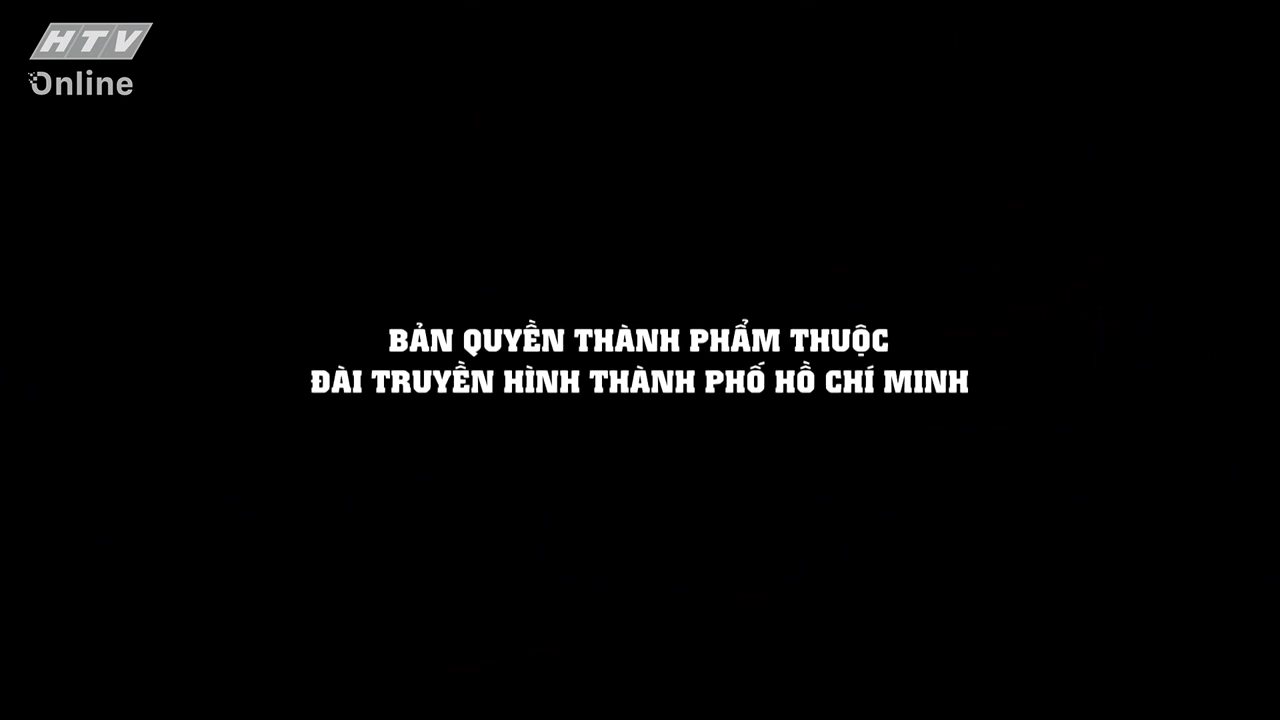 HTV
Online
BẢN QUYỀN THÀNH PHẨM THUỘC
ĐÀI TRUYỀN HÌNH THÀNH PHỐ HỒ CHÍ MINH